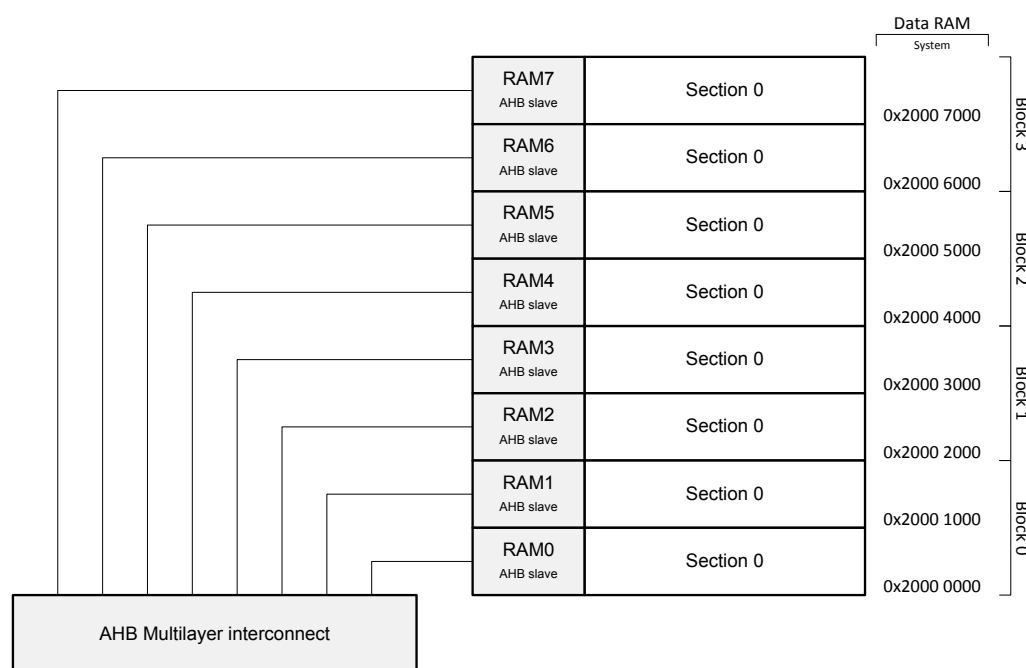 Data RAM
System
RAM7
AHB slave
Section 0
0x2000 7000
Block 3
RAM6
AHB slave
Section 0
0x2000 6000
RAM5
AHB slave
Section 0
0x2000 5000
Block 2
RAM4
AHB slave
Section 0
0x2000 4000
RAM3
AHB slave
Section 0
0x2000 3000
Block 1
RAM2
AHB slave
Section 0
0x2000 2000
RAM1
AHB slave
Section 0
0x2000 1000
Block 0
RAM0
AHB slave
Section 0
0x2000 0000
AHB Multilayer interconnect